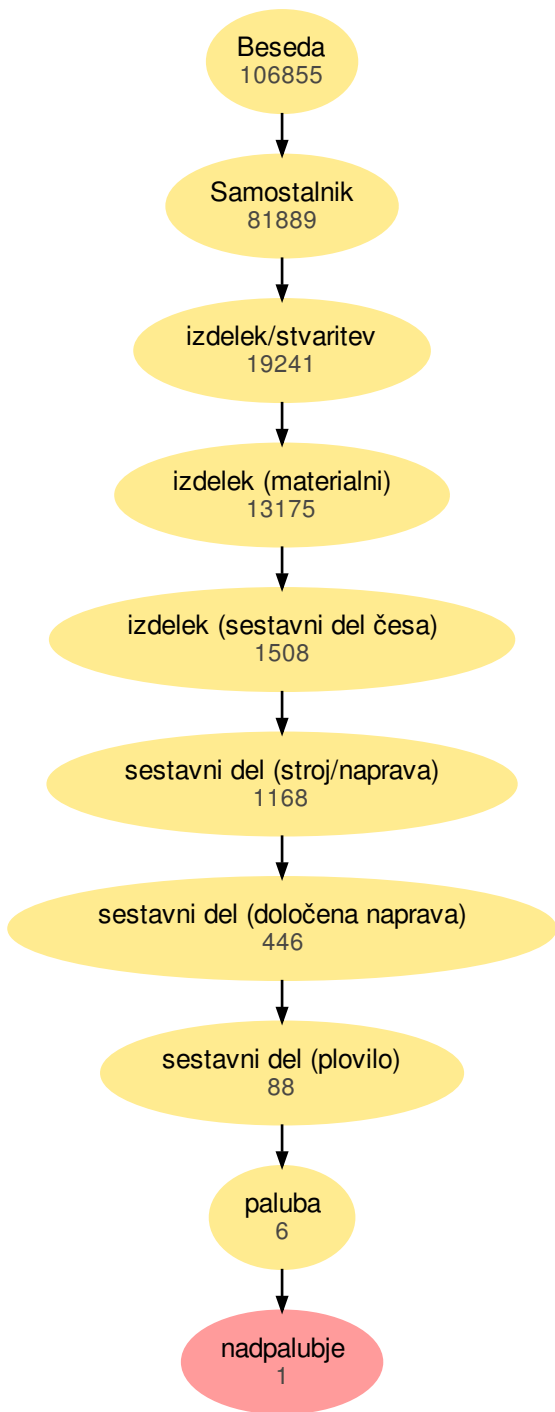 Beseda
106855
Samostalnik
81889
izdelek/stvaritev
19241
izdelek (materialni)
13175
izdelek (sestavni del česa)
1508
sestavni del (stroj/naprava)
1168
sestavni del (določena naprava)
446
sestavni del (plovilo)
88
paluba
6
nadpalubje
1